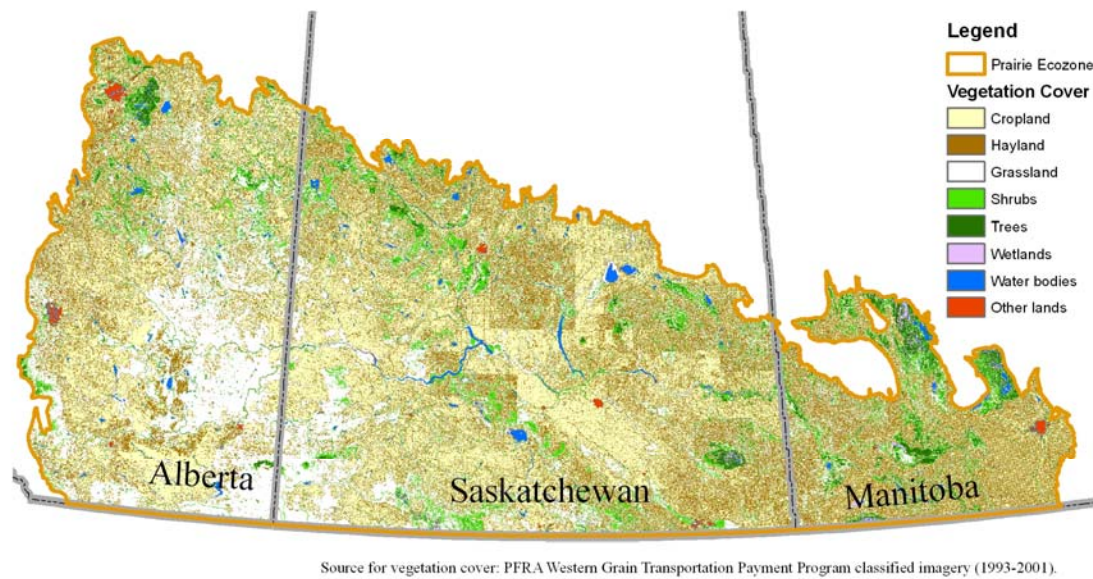 Legend
Prairie Ecozone
Vegetation Cover
Cropland
Hayland
Grassland
Shrubs
Trees
Wetlands
Water bodies
Other lands
Alberta
Saskatchewan
Manitoba
Source for vegetation cover: PFRA Western Grain Transportation Payment Program classified imagery (1993-2001).